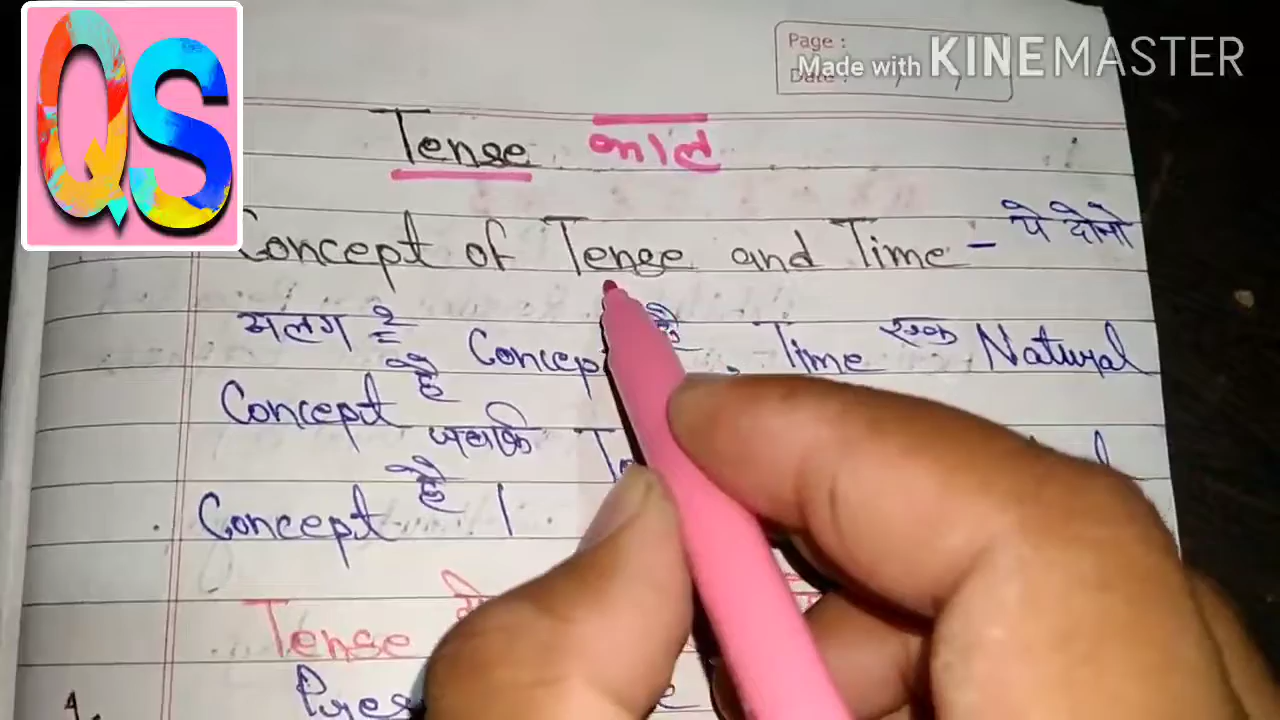 QS
Page :
Date :
Made with KINEMASTER
Tense काल
Concept of Tense and Time - ये दोनो
अलग २ Concept है. Time एक Natural
Concept है जबकि
Concept है ।
Tense